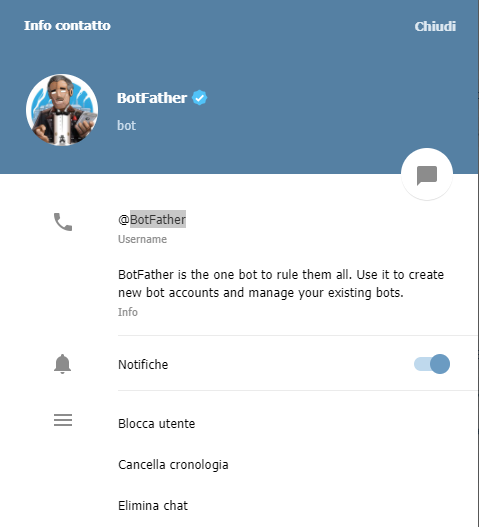 Info contatto
Chiudi
BotFather
bot
@BotFather
Username
BotFather is the one bot to rule them all. Use it to create
new bot accounts and manage your existing bots.
Info
Notifiche
Blocca utente
Cancella cronologia
Elimina chat